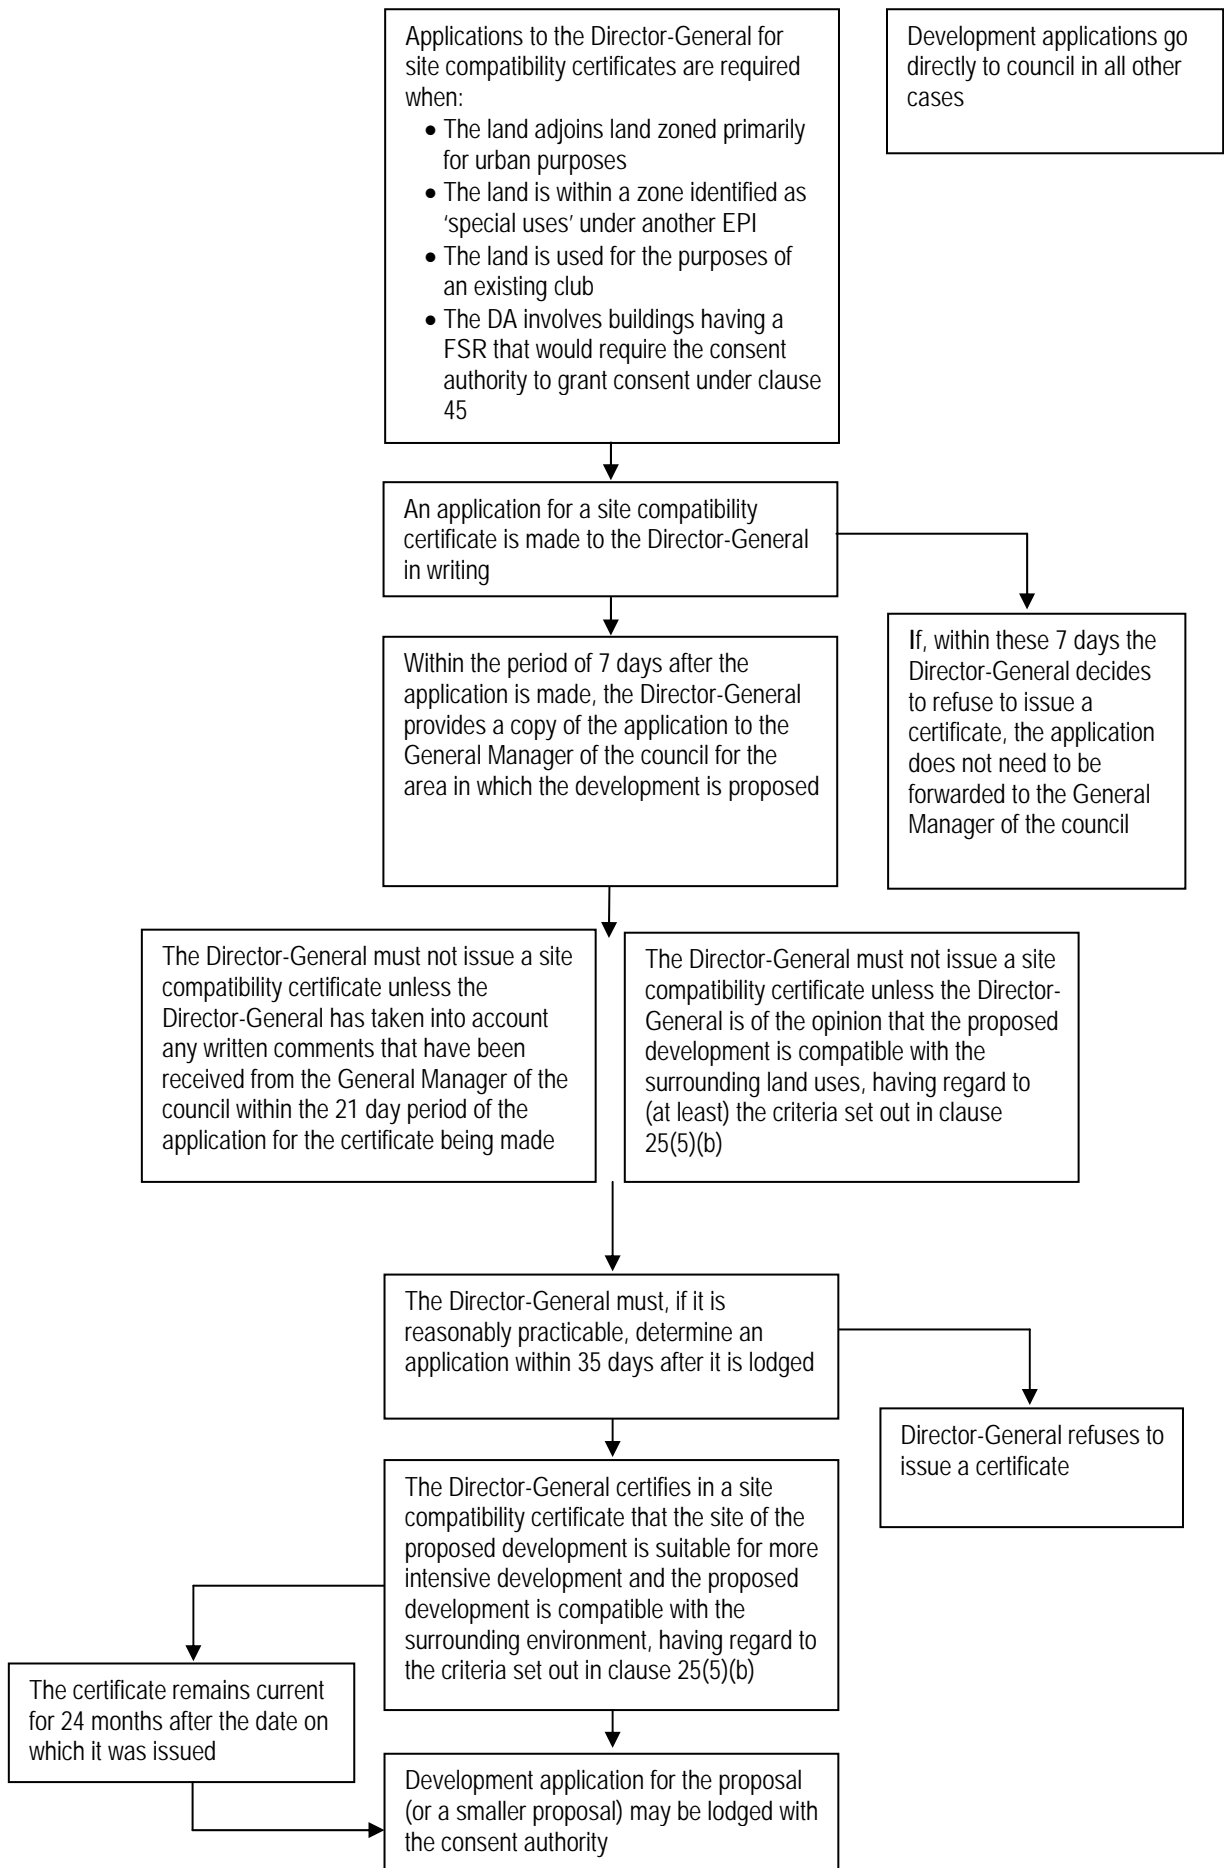 Applications to the Director-General for
site compatibility certificates are required
when:
• The land adjoins land zoned primarily
for urban purposes
• The land is within a zone identified as
‘special uses’ under another EPI
• The land is used for the purposes of
an existing club
• The DA involves buildings having a
FSR that would require the consent
authority to grant consent under clause
45
Development applications go
directly to council in all other
cases
An application for a site compatibility
certificate is made to the Director-General
in writing
Within the period of 7 days after the
application is made, the Director-General
provides a copy of the application to the
General Manager of the council for the
area in which the development is proposed
If, within these 7 days the
Director-General decides
to refuse to issue a
certificate, the application
does not need to be
forwarded to the General
Manager of the council
The Director-General must not issue a site
compatibility certificate unless the
Director-General has taken into account
any written comments that have been
received from the General Manager of the
council within the 21 day period of the
application for the certificate being made
The Director-General must not issue a site
compatibility certificate unless the Director-
General is of the opinion that the proposed
development is compatible with the
surrounding land uses, having regard to
(at least) the criteria set out in clause
25(5)(b)
The Director-General must, if it is
reasonably practicable, determine an
application within 35 days after it is lodged
Director-General refuses to
issue a certificate
The Director-General certifies in a site
compatibility certificate that the site of the
proposed development is suitable for more
intensive development and the proposed
development is compatible with the
surrounding environment, having regard to
the criteria set out in clause 25(5)(b)
The certificate remains current
for 24 months after the date on
which it was issued
Development application for the proposal
(or a smaller proposal) may be lodged with
the consent authority